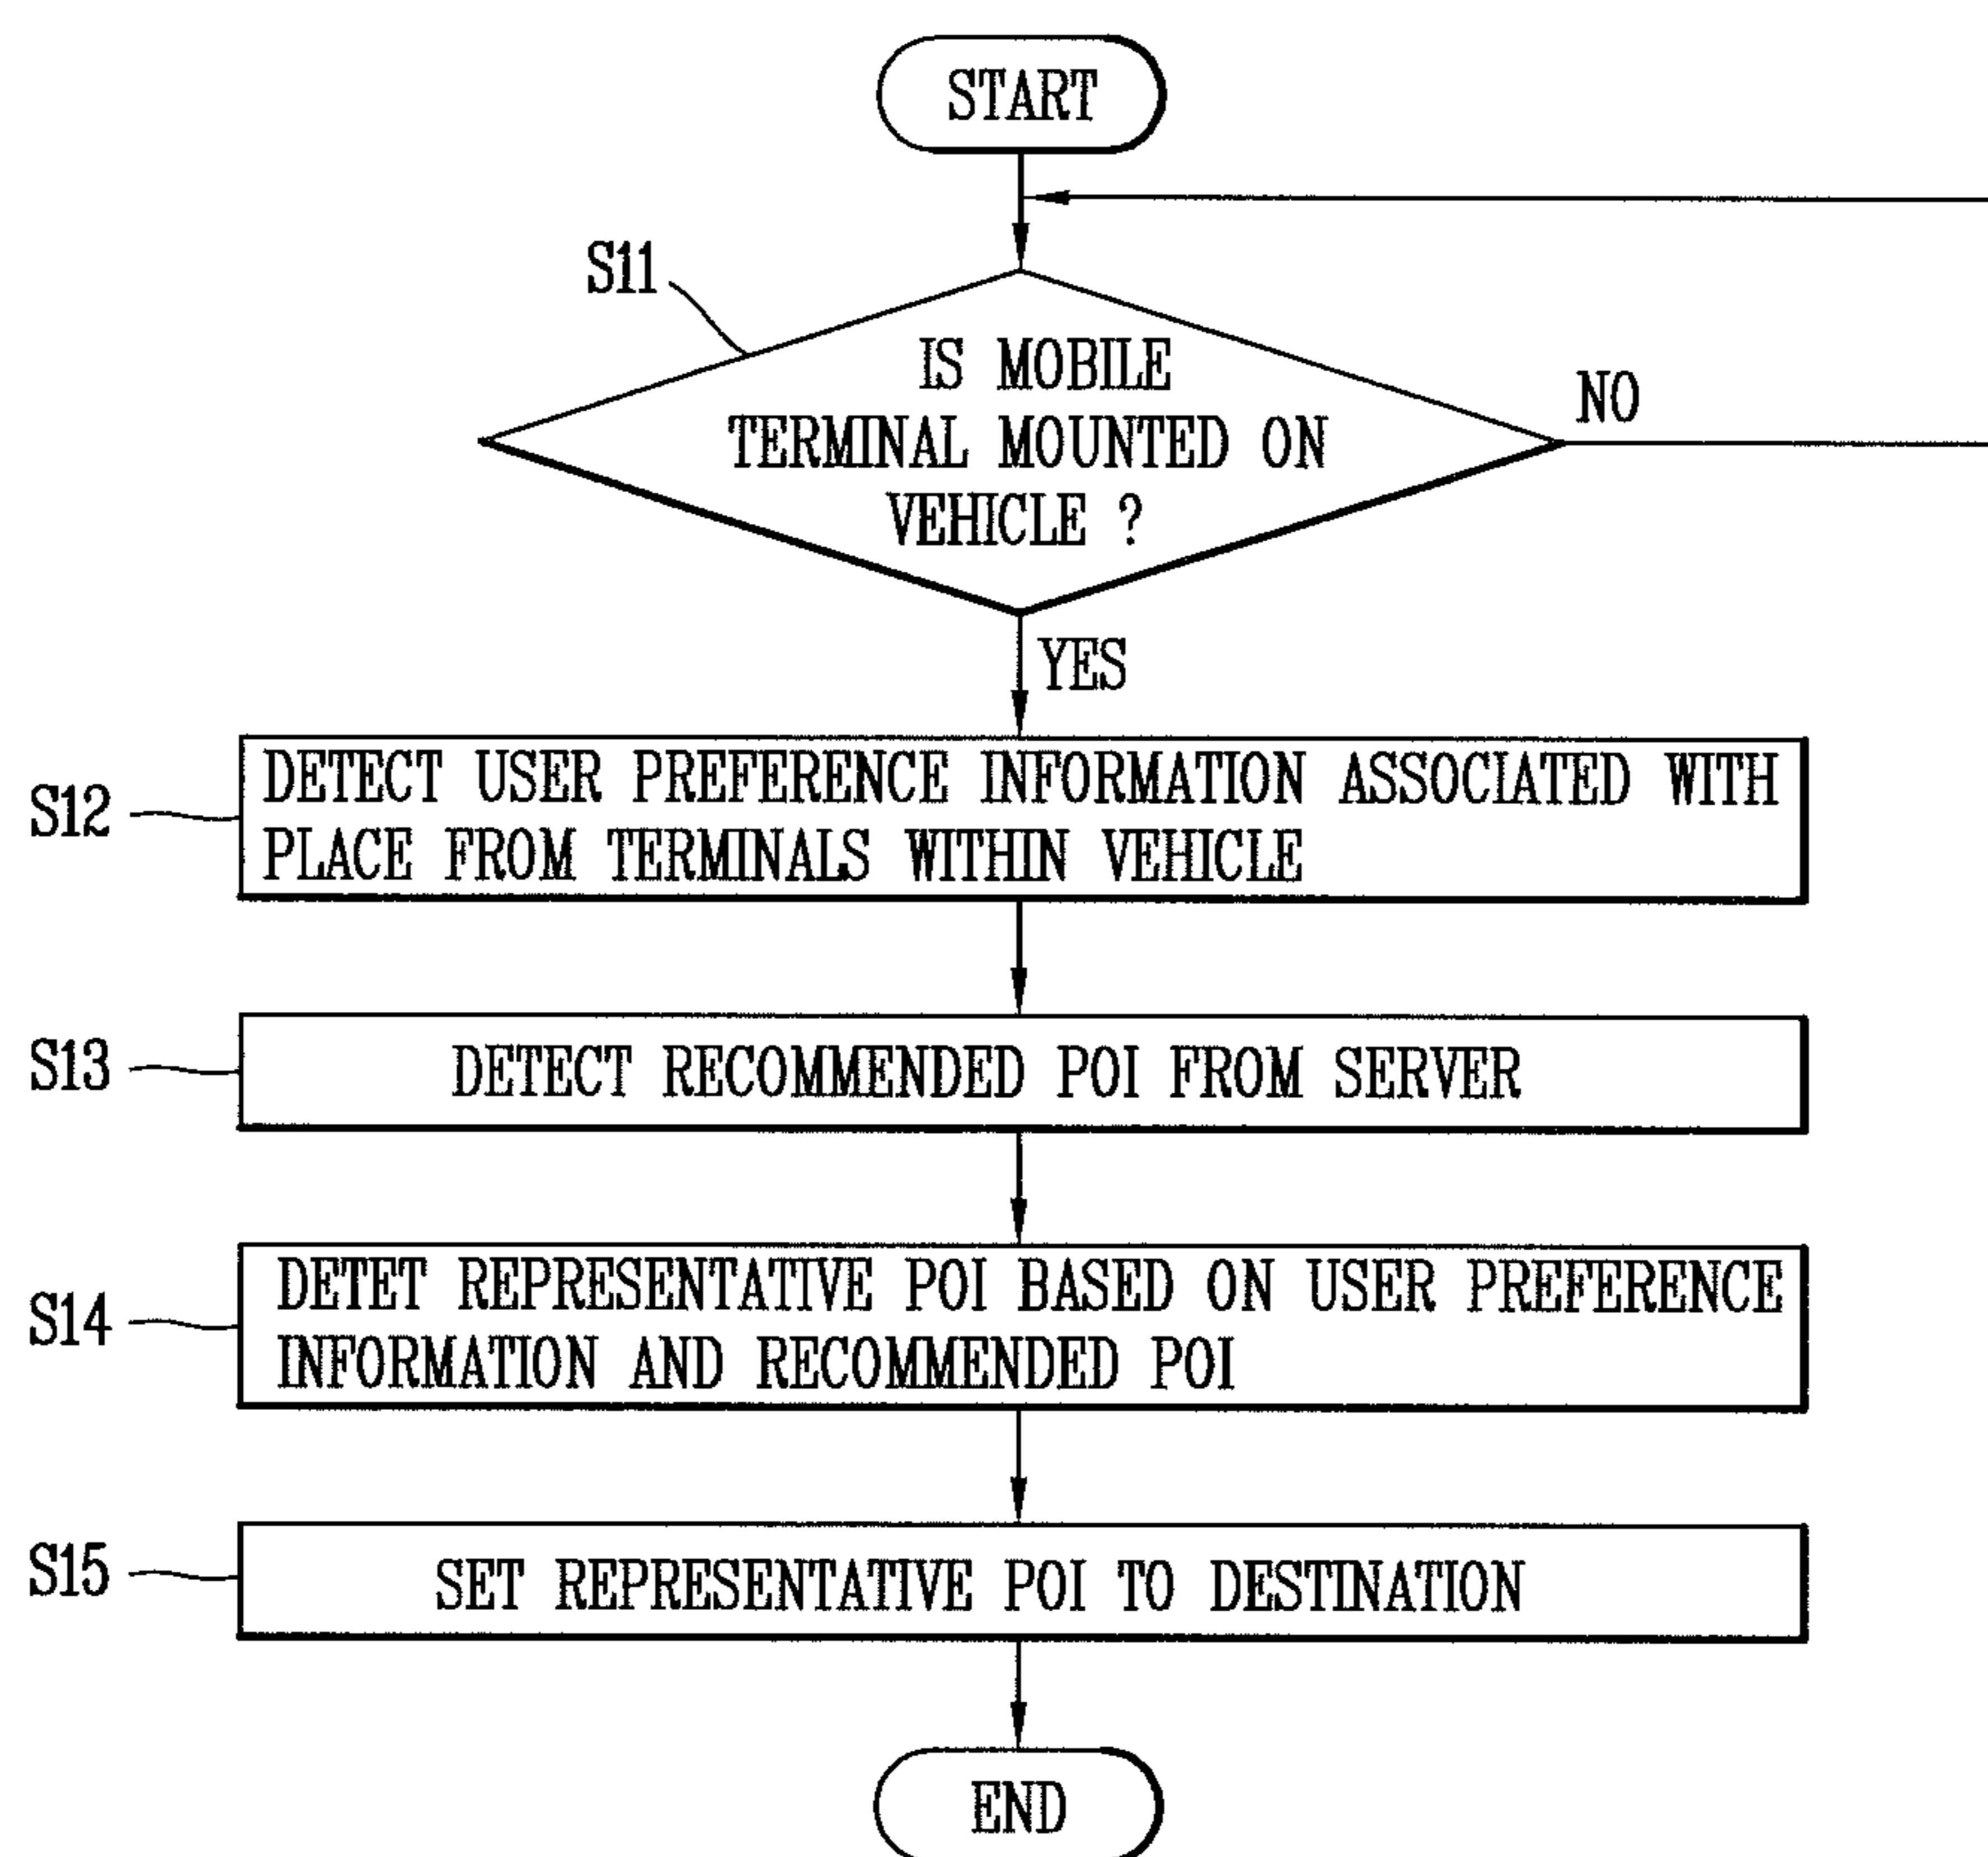 START
S11
IS MOBILE
TERMINAL MOUNTED ON
VEHICLE ?
NO
YES
S12
DETECT USER PREFERENCE INFORMATION ASSOCIATED WITH
PLACE FROM TERMINALS WITHIN VEHICLE
S13
DETECT RECOMMENDED POI FROM SERVER
S14
DETET REPRESENTATIVE POI BASED ON USER PREFERENCE
INFORMATION AND RECOMMENDED POI
S15
SET REPRESENTATIVE POI TO DESTINATION
END